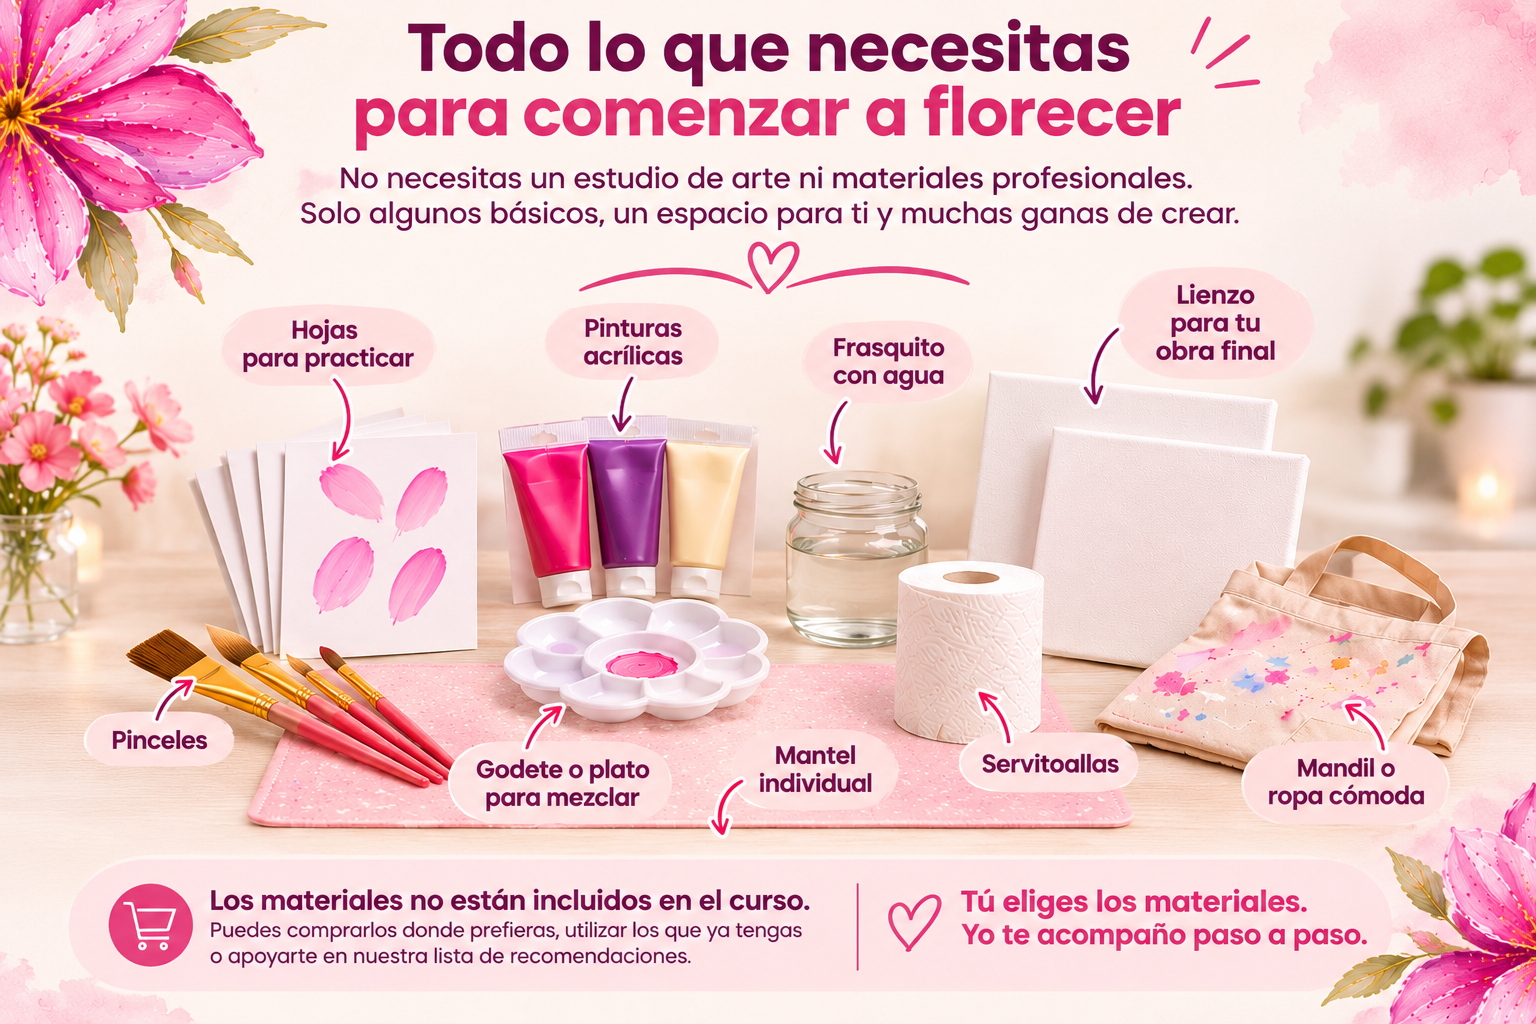 Todo lo que necesitas
para comenzar a florecer
No necesitas un estudio de arte ni materiales profesionales.
Solo algunos básicos, un espacio para ti y muchas ganas de crear.
Hojas
para practicar
Pinturas
acrílicas
Frasquito
con agua
Lienzo
para tu
obra final
Pinceles
Godete o plato
para mezclar
Mantel
individual
Servitoallas
Mandil o
ropa cómoda
Los materiales no están incluidos en el curso.
Puedes comprarlos donde prefieras, utilizar los que ya tengas
o apoyarte en nuestra lista de recomendaciones.
Tú eliges los materiales.
Yo te acompaño paso a paso.